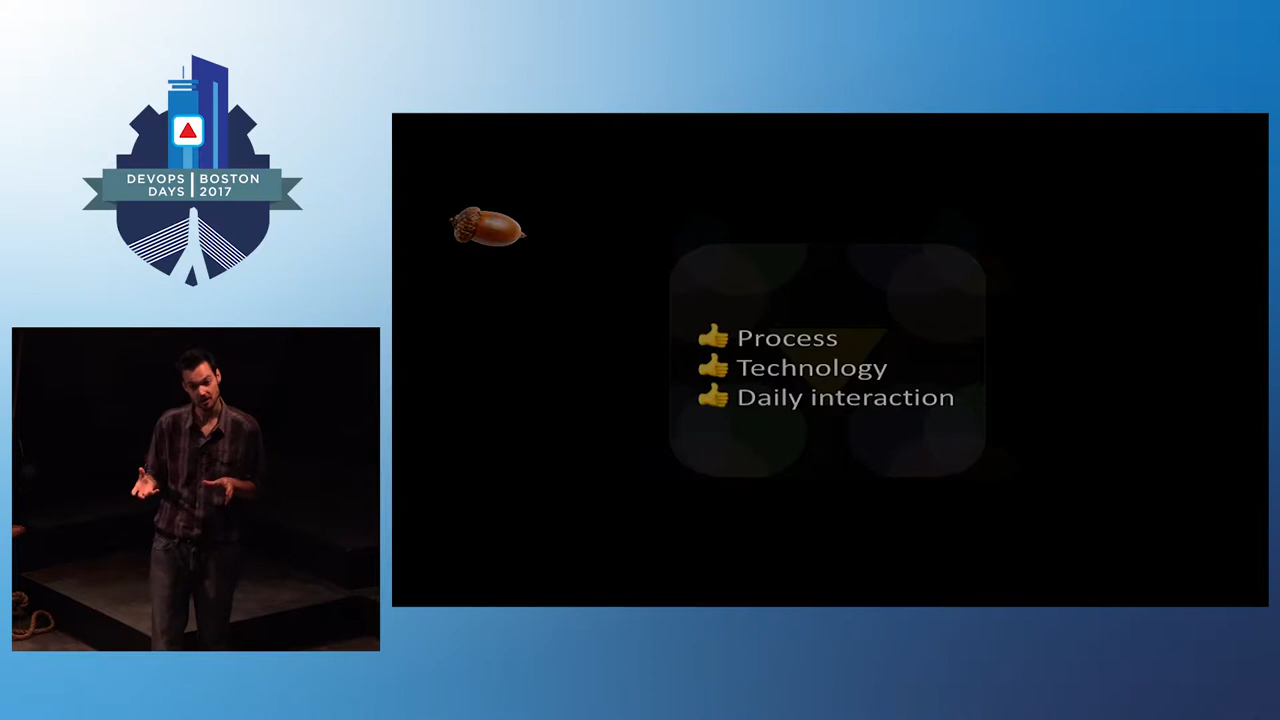 DEVOPS BOSTON
DAYS 2017
👍 Process
👍 Technology
👍 Daily interaction